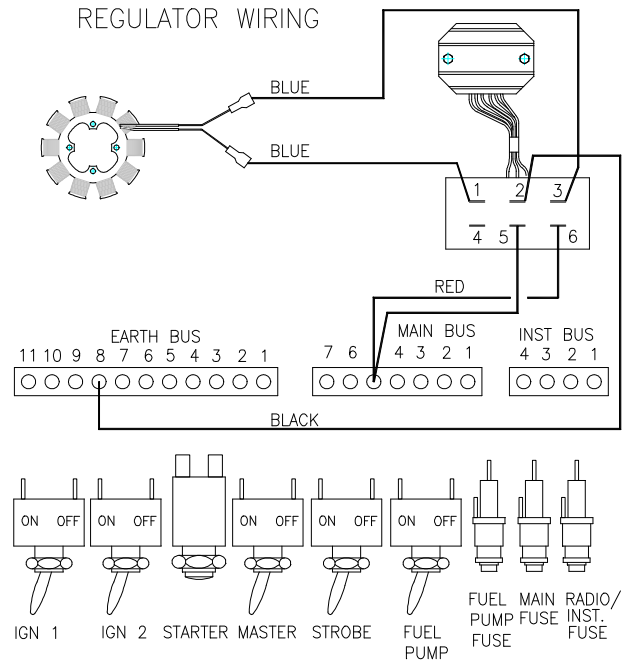 REGULATOR WIRING
BLUE
BLUE
1 2 3
4 5 6
RED
EARTH BUS
MAIN BUS
INST BUS
11 10 9 8 7 6 5 4 3 2 1
7 6 4 3 2 1
4 3 2 1
BLACK
ON OFF
ON OFF
ON OFF
ON OFF
ON OFF
IGN 1
IGN 2
STARTER
MASTER
STROBE
FUEL
PUMP
FUEL
PUMP
FUSE
MAIN
FUSE
RADIO/
INST.
FUSE